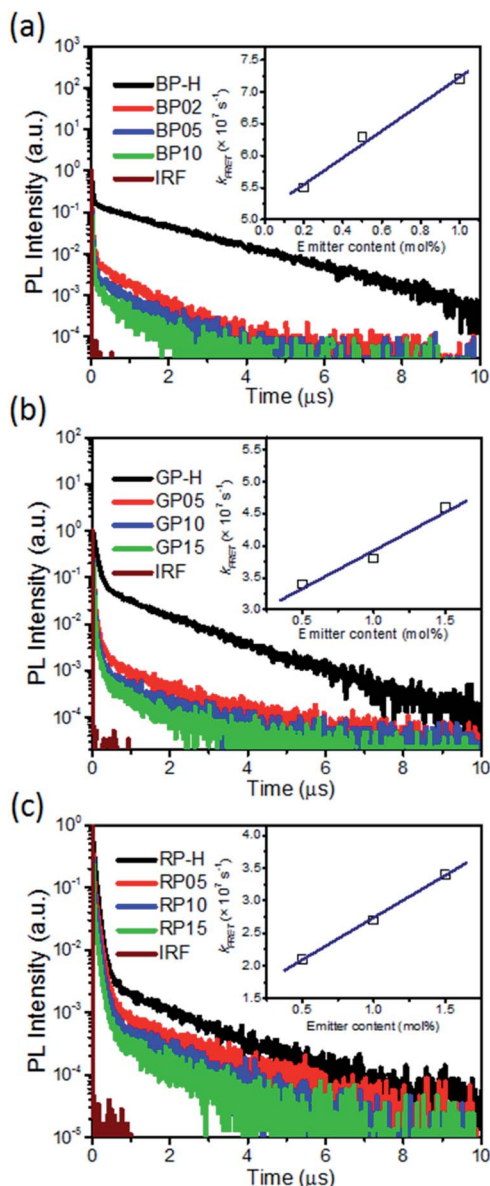 (a)
10³
10²
10¹
10⁰
10⁻¹
10⁻²
10⁻³
10⁻⁴
PL Intensity (a.u.)
BP-H
BP02
BP05
BP10
IRF
7.5
7.0
6.5
6.0
5.5
5.0
k_FRET (× 10⁷ s⁻¹)
0.0 0.2 0.4 0.6 0.8 1.0
Emitter content (mol%)
0 2 4 6 8 10
Time (μs)
(b)
10²
10¹
10⁰
10⁻¹
10⁻²
10⁻³
10⁻⁴
PL Intensity (a.u.)
GP-H
GP05
GP10
GP15
IRF
5.5
5.0
4.5
4.0
3.5
3.0
k_FRET (× 10⁷ s⁻¹)
0.5 1.0 1.5
Emitter content (mol%)
0 2 4 6 8 10
Time (μs)
(c)
10⁰
10⁻¹
10⁻²
10⁻³
10⁻⁴
10⁻⁵
PL Intensity (a.u.)
RP-H
RP05
RP10
RP15
IRF
4.0
3.5
3.0
2.5
2.0
1.5
k_FRET (× 10⁷ s⁻¹)
0.5 1.0 1.5
Emitter content (mol%)
0 2 4 6 8 10
Time (μs)